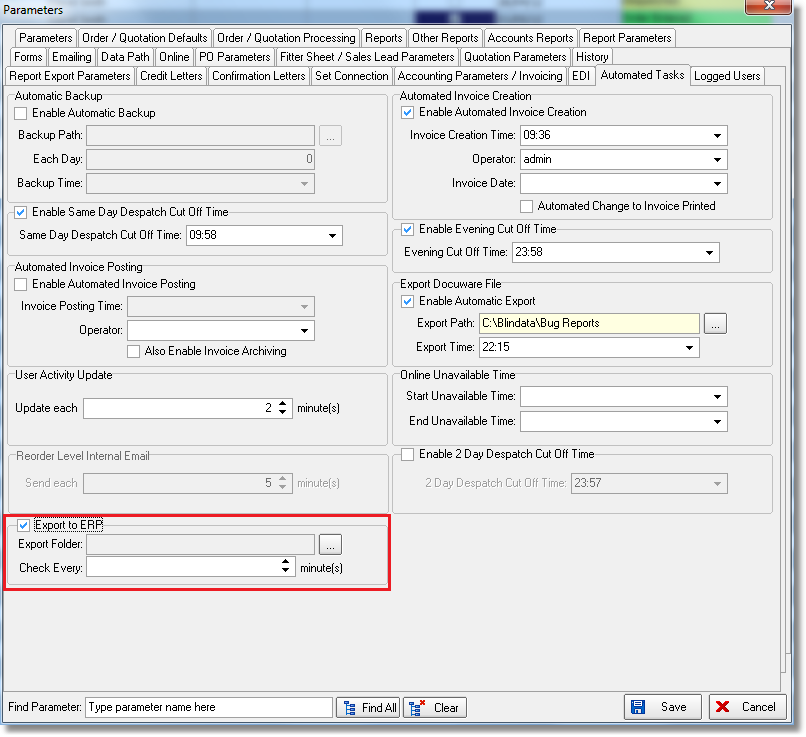 Parameters
Parameters Order / Quotation Defaults Order / Quotation Processing Reports Other Reports Accounts Reports Report Parameters
Forms Emailing Data Path Online PO Parameters Fitter Sheet / Sales Lead Parameters Quotation Parameters History
Report Export Parameters Credit Letters Confirmation Letters Set Connection Accounting Parameters / Invoicing EDI Automated Tasks Logged Users
Automatic Backup
Enable Automatic Backup
Backup Path: ...
Each Day: 0
Backup Time:
Enable Same Day Despatch Cut Off Time
Same Day Despatch Cut Off Time: 09:58
Automated Invoice Posting
Enable Automated Invoice Posting
Invoice Posting Time:
Operator:
Also Enable Invoice Archiving
User Activity Update
Update each 2 minute(s)
Reorder Level Internal Email
Send each 5 minute(s)
Export to ERP
Export Folder: ...
Check Every: minute(s)
Automated Invoice Creation
Enable Automated Invoice Creation
Invoice Creation Time: 09:36
Operator: admin
Invoice Date:
Automated Change to Invoice Printed
Enable Evening Cut Off Time
Evening Cut Off Time: 23:58
Export Docuware File
Enable Automatic Export
Export Path: C:\Blindata\Bug Reports ...
Export Time: 22:15
Online Unavailable Time
Start Unavailable Time:
End Unavailable Time:
Enable 2 Day Despatch Cut Off Time
2 Day Despatch Cut Off Time: 23:57
Find Parameter: Type parameter name here Find All Clear Save Cancel